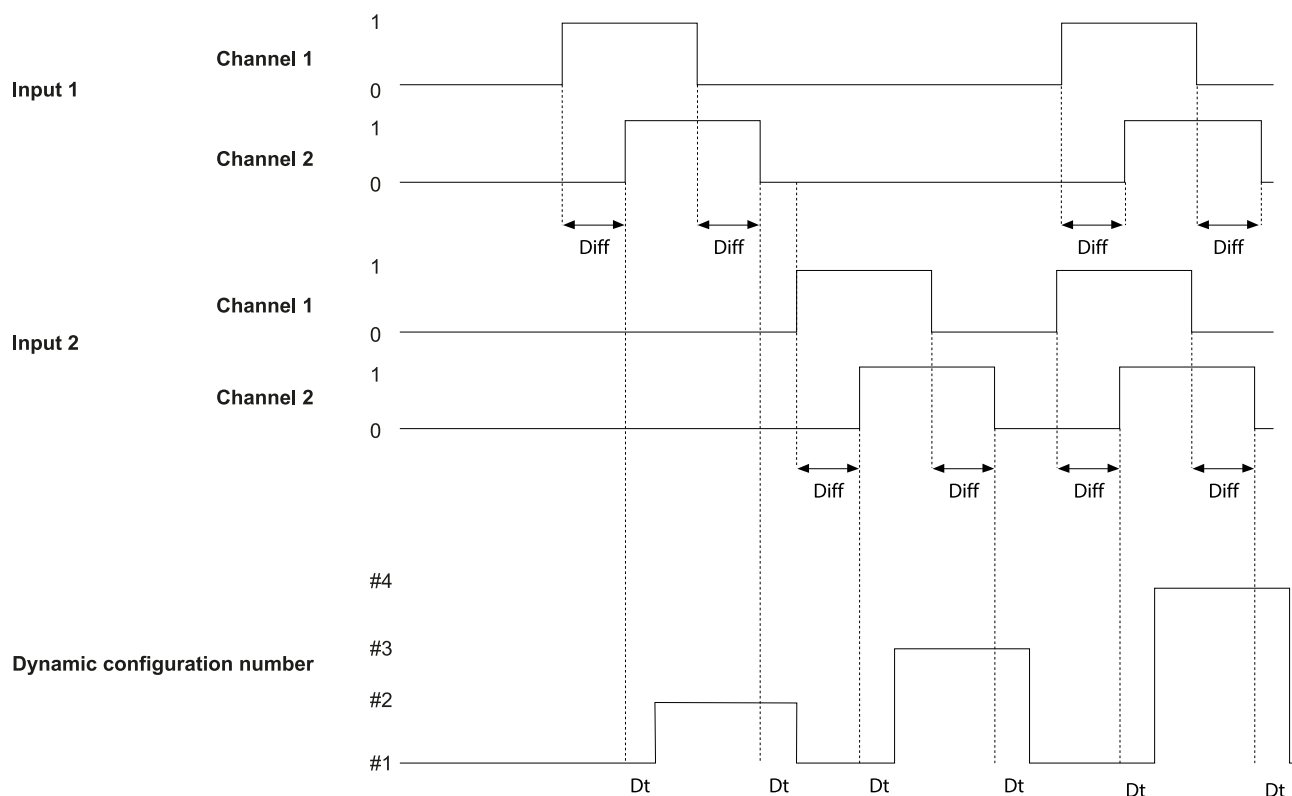 1
Channel 1
Input 1
0
1
Channel 2
0
Diff Diff Diff Diff
1
Channel 1
0
Input 2
1
Channel 2
0
Diff Diff Diff Diff
#4
#3
Dynamic configuration number
#2
#1
Dt Dt Dt Dt Dt Dt